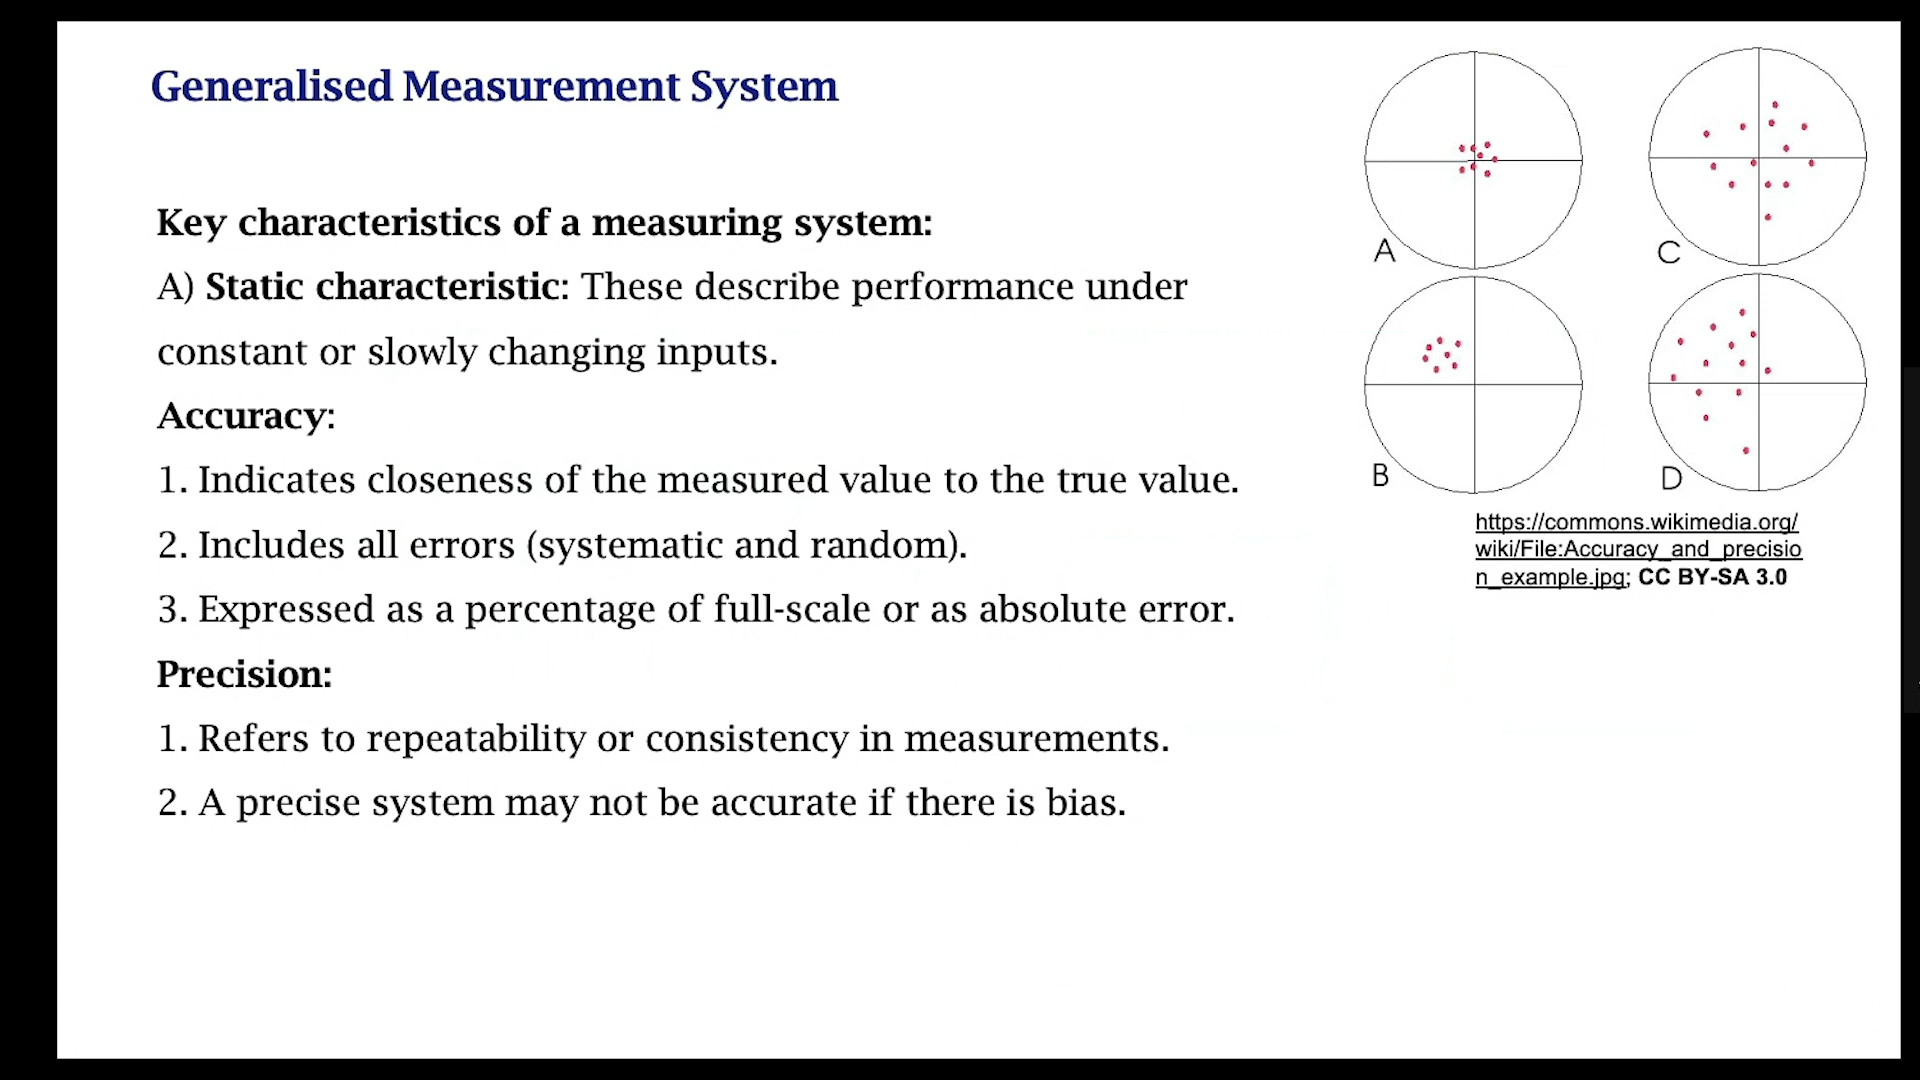 Generalised Measurement System
Key characteristics of a measuring system:
A) Static characteristic: These describe performance under
constant or slowly changing inputs.
Accuracy:
1. Indicates closeness of the measured value to the true value.
2. Includes all errors (systematic and random).
3. Expressed as a percentage of full-scale or as absolute error.
Precision:
1. Refers to repeatability or consistency in measurements.
2. A precise system may not be accurate if there is bias.
A
C
B
D
https://commons.wikimedia.org/
wiki/File:Accuracy_and_precisio
n_example.jpg; CC BY-SA 3.0